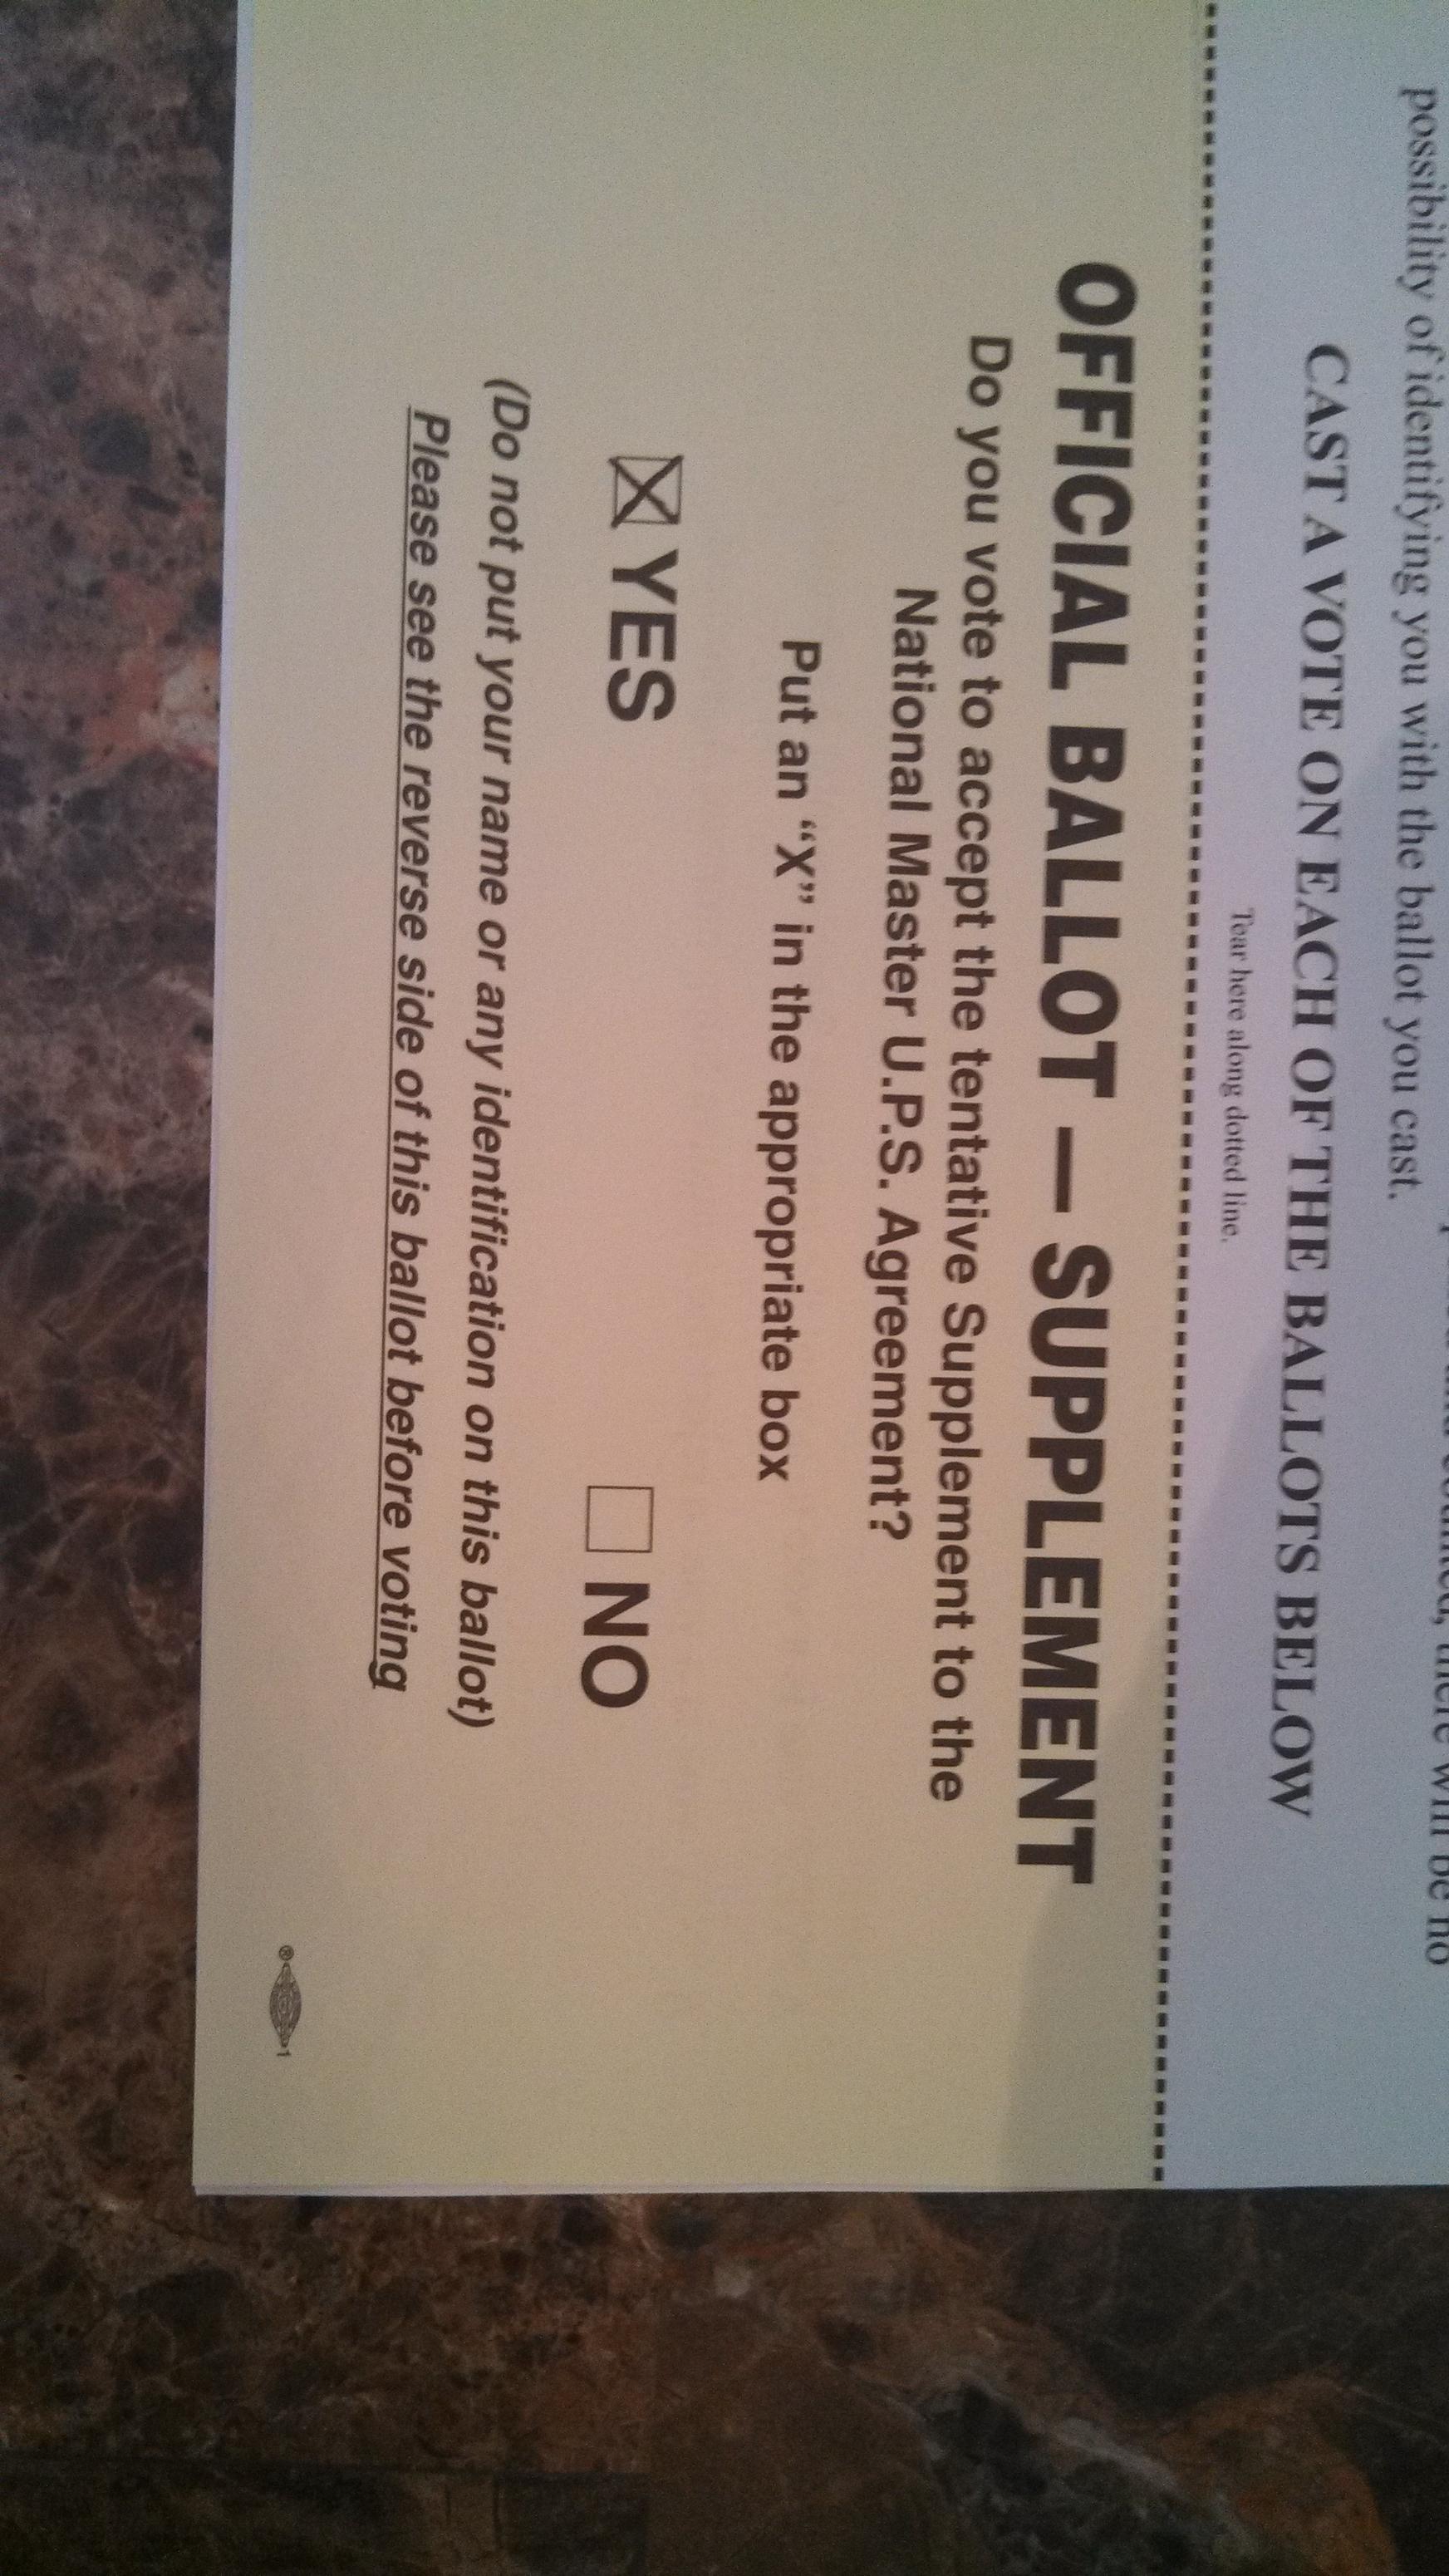 possibility of identifying you with the ballot you cast.
CAST A VOTE ON EACH OF THE BALLOTS BELOW
Tear here along dotted line.
OFFICIAL BALLOT — SUPPLEMENT
Do you vote to accept the tentative Supplement to the
National Master U.P.S. Agreement?
Put an “X” in the appropriate box
YES NO
(Do not put your name or any identification on this ballot)
Please see the reverse side of this ballot before voting
® 1